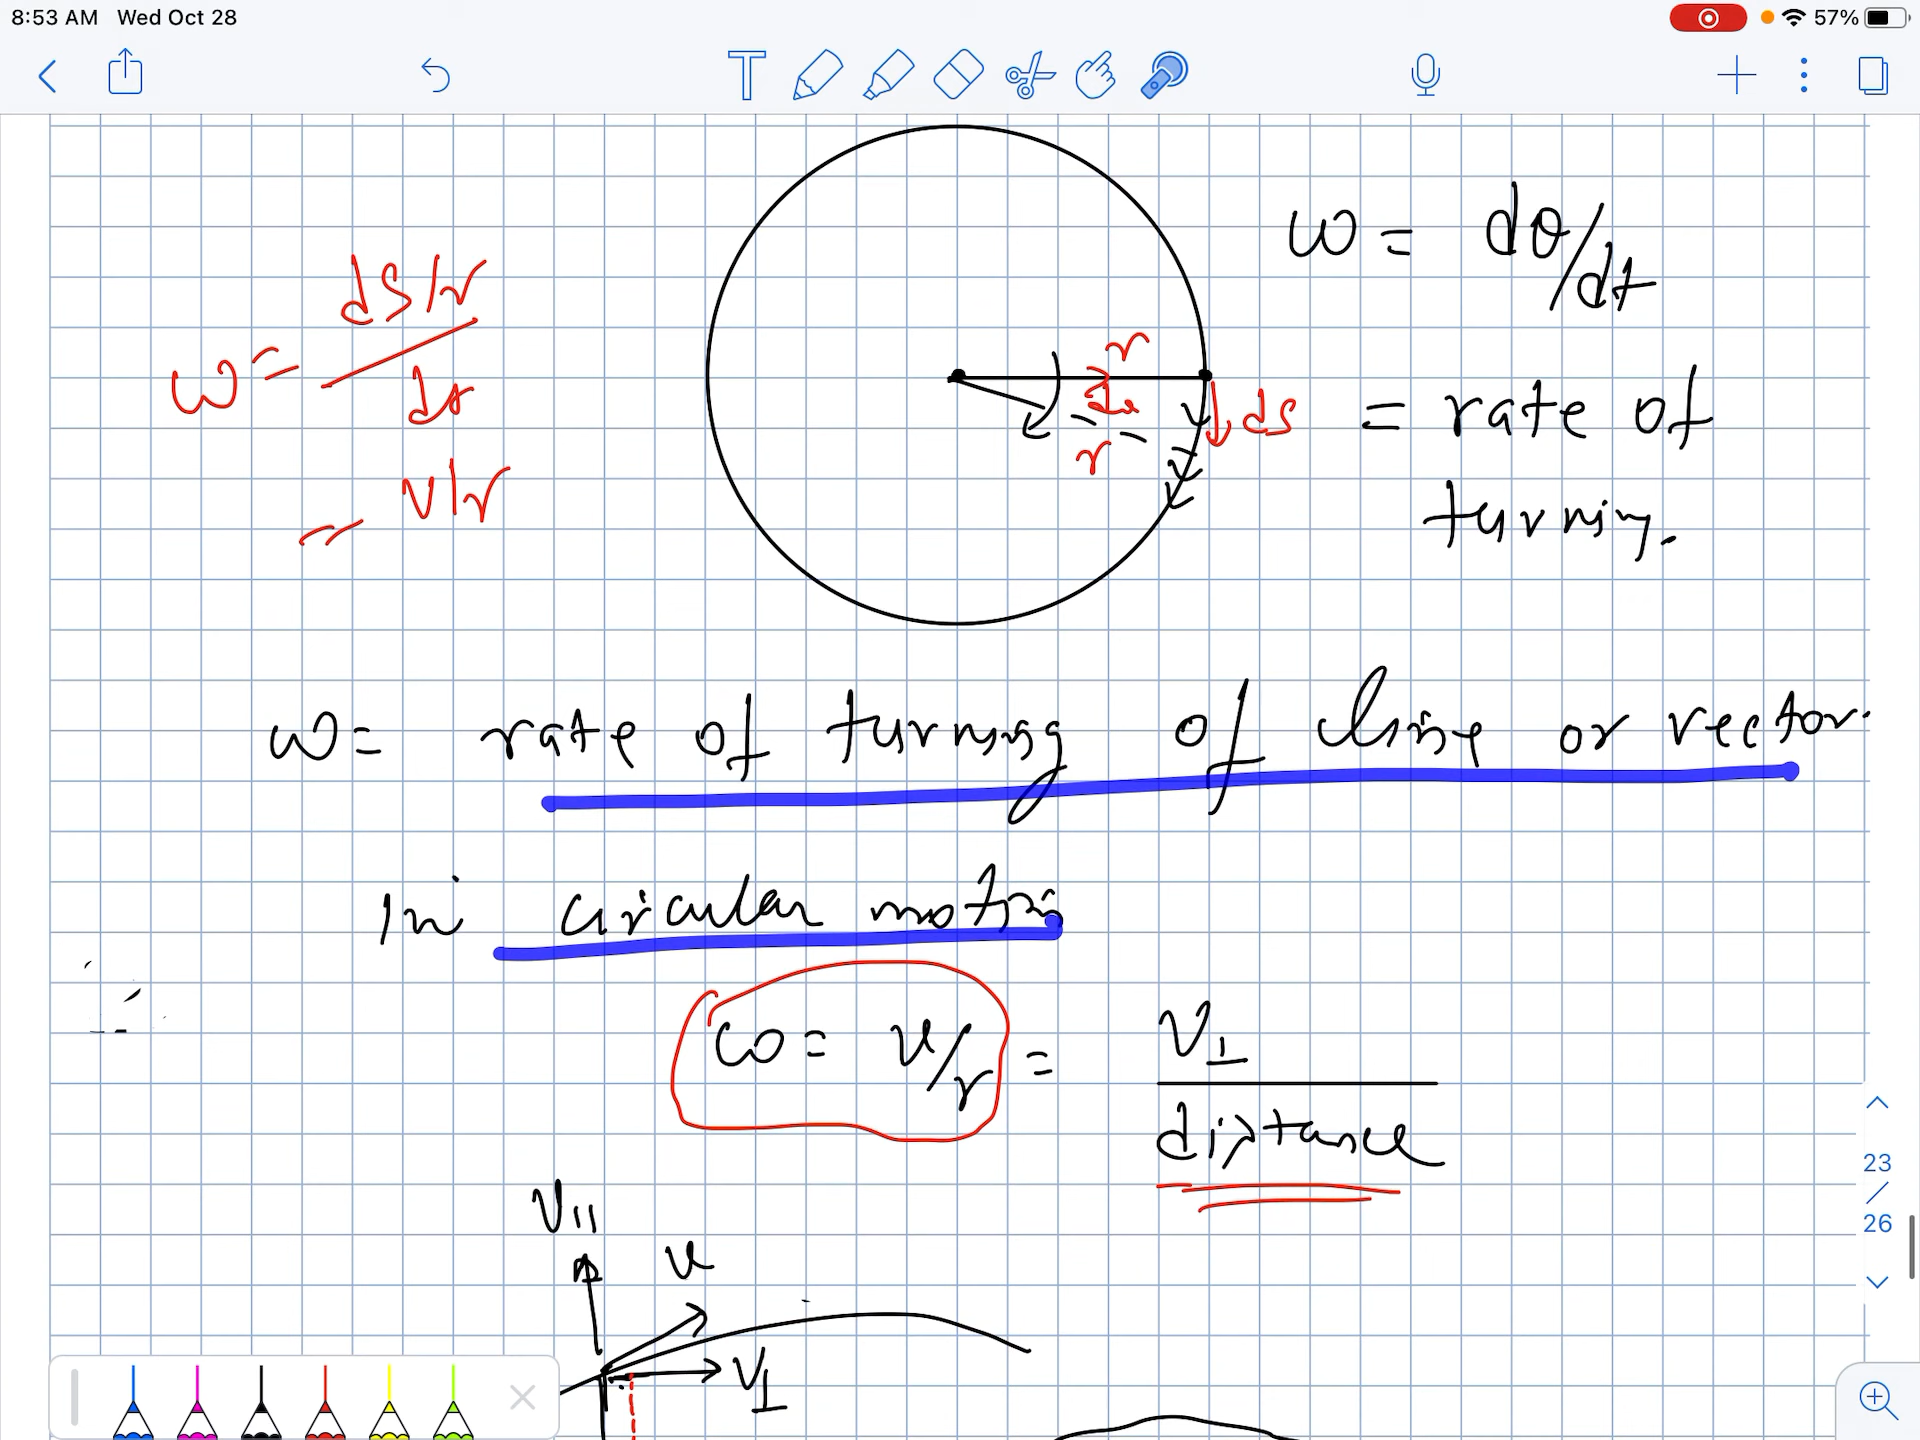 8:53 AM Wed Oct 28
57%
T
ω = dθ/dt
ω = ds/r
dt
= v/r
r
r
ds
= rate of
turning.
ω = rate of turning of line or vector.
In circular motion
ω = v/r = V⊥
distance
V||
v
V⊥
23
/
26